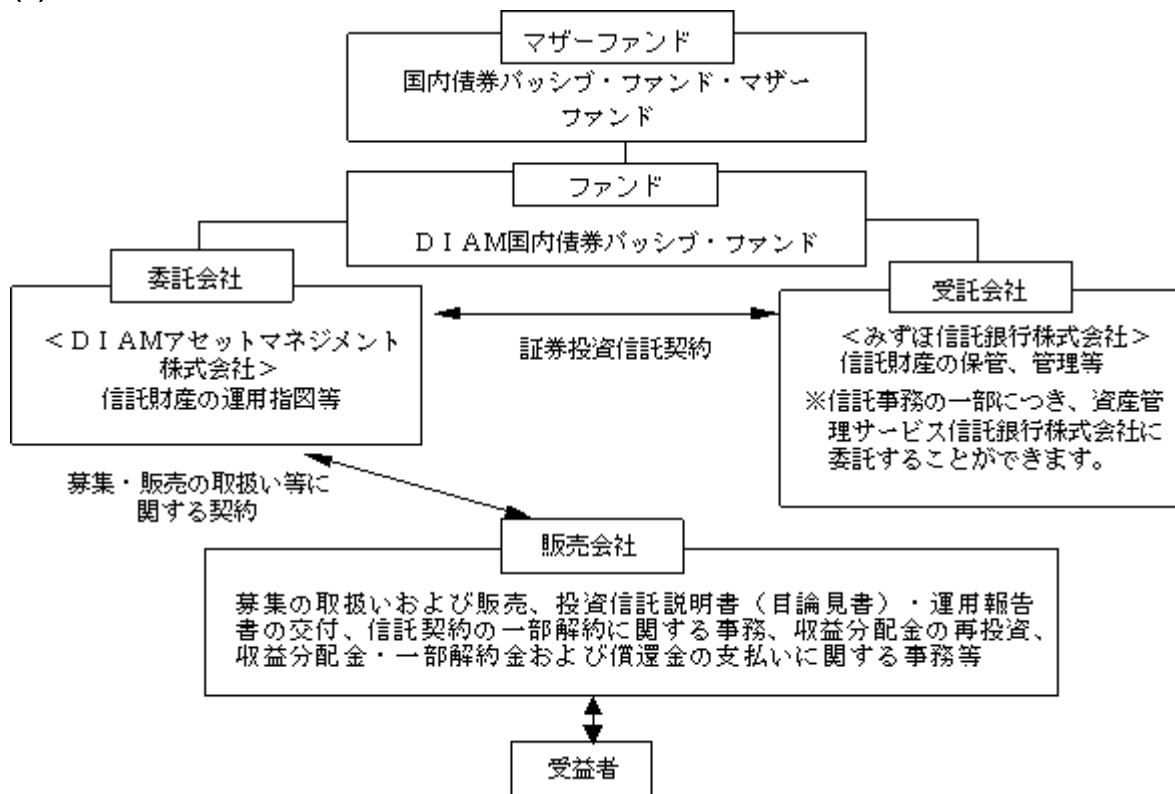 マザーファンド
国内債券パッシブ・ファンド・マザー
ファンド
ファンド
ＤＩＡＭ国内債券パッシブ・ファンド
委託会社
＜ＤＩＡＭアセットマネジメント
株式会社＞
信託財産の運用指図等
証券投資信託契約
受託会社
＜みずほ信託銀行株式会社＞
信託財産の保管、管理等
※信託事務の一部につき、資産管
理サービス信託銀行株式会社に
委託することができます。
募集・販売の取扱い等に
関する契約
販売会社
募集の取扱いおよび販売、投資信託説明書（目論見書）・運用報告
書の交付、信託契約の一部解約に関する事務、収益分配金の再投資、
収益分配金・一部解約金および償還金の支払いに関する事務等
受益者